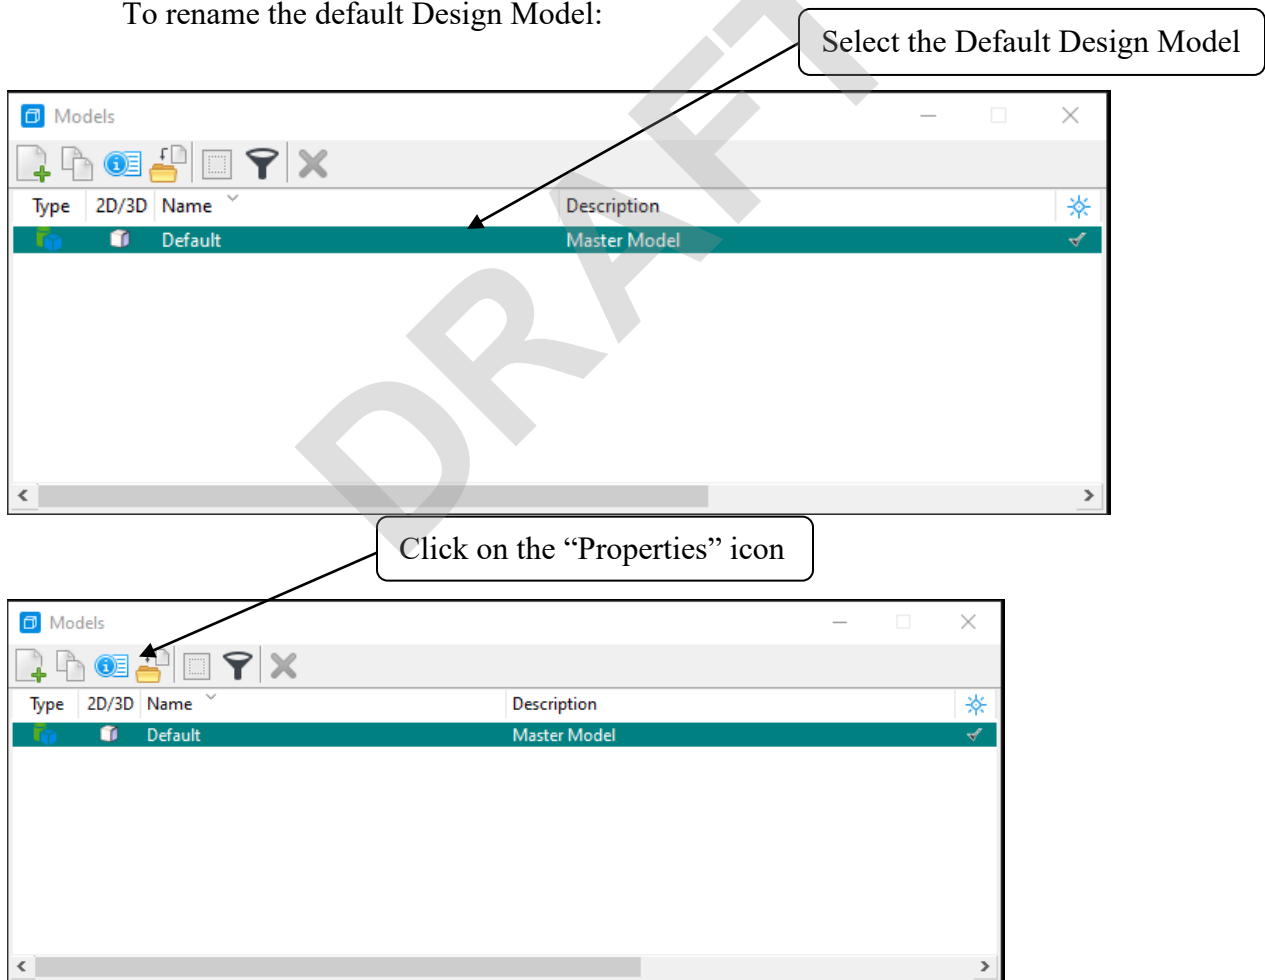 To rename the default Design Model:
Select the Default Design Model
Models
Type 2D/3D Name Description
Default Master Model
DRAFT
Click on the “Properties” icon
Models
Type 2D/3D Name Description
Default Master Model